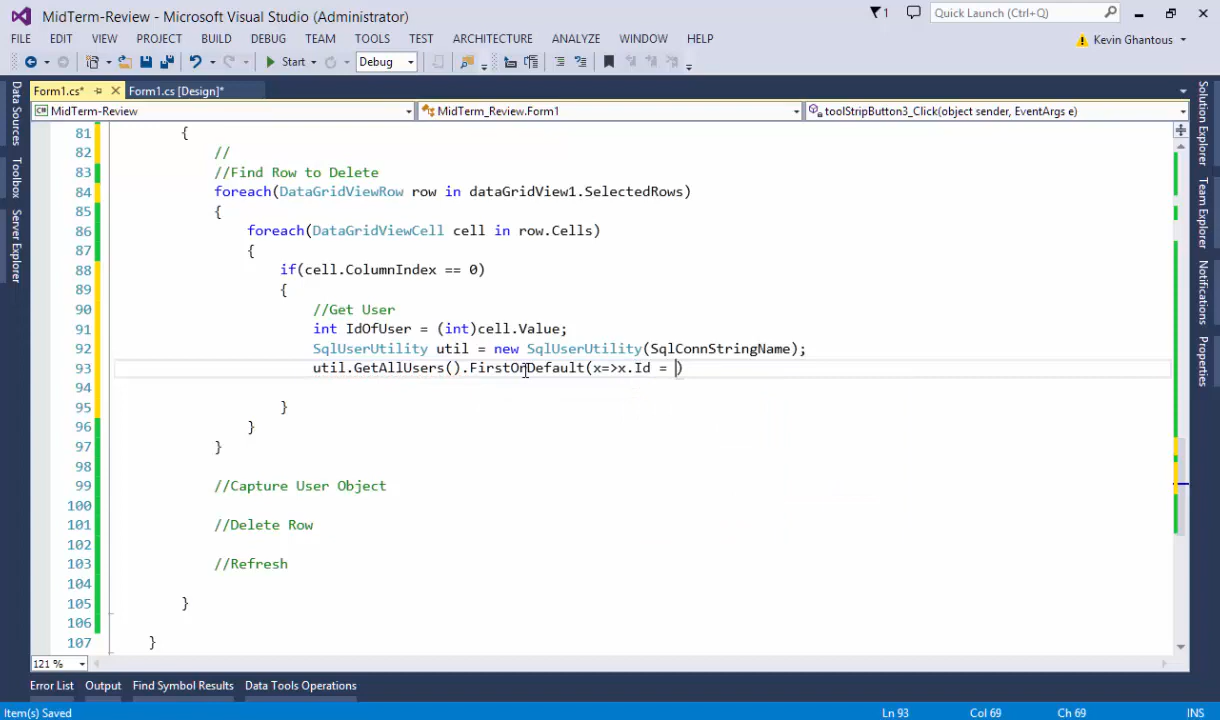 MidTerm-Review - Microsoft Visual Studio (Administrator)
1
Quick Launch (Ctrl+Q)
FILE EDIT VIEW PROJECT BUILD DEBUG TEAM TOOLS TEST ARCHITECTURE ANALYZE WINDOW HELP
Kevin Ghantous
Start
Debug
Form1.cs*
Form1.cs [Design]*
MidTerm-Review
MidTerm_Review.Form1
toolStripButton3_Click(object sender, EventArgs e)
Data Sources
Toolbox
Server Explorer
81 {
82 //
83 //Find Row to Delete
84 foreach(DataGridViewRow row in dataGridView1.SelectedRows)
85 {
86 foreach(DataGridViewCell cell in row.Cells)
87 {
88 if(cell.ColumnIndex == 0)
89 {
90 //Get User
91 int IdOfUser = (int)cell.Value;
92 SqlUserUtility util = new SqlUserUtility(SqlConnStringName);
93 util.GetAllUsers().FirstOrDefault(x=>x.Id = )
94
95 }
96 }
97 }
98
99 //Capture User Object
100
101 //Delete Row
102
103 //Refresh
104
105 }
106
107 }
Solution Explorer
Team Explorer
Notifications
Properties
121 %
Error List Output Find Symbol Results Data Tools Operations
Item(s) Saved
Ln 93
Col 69
Ch 69
INS